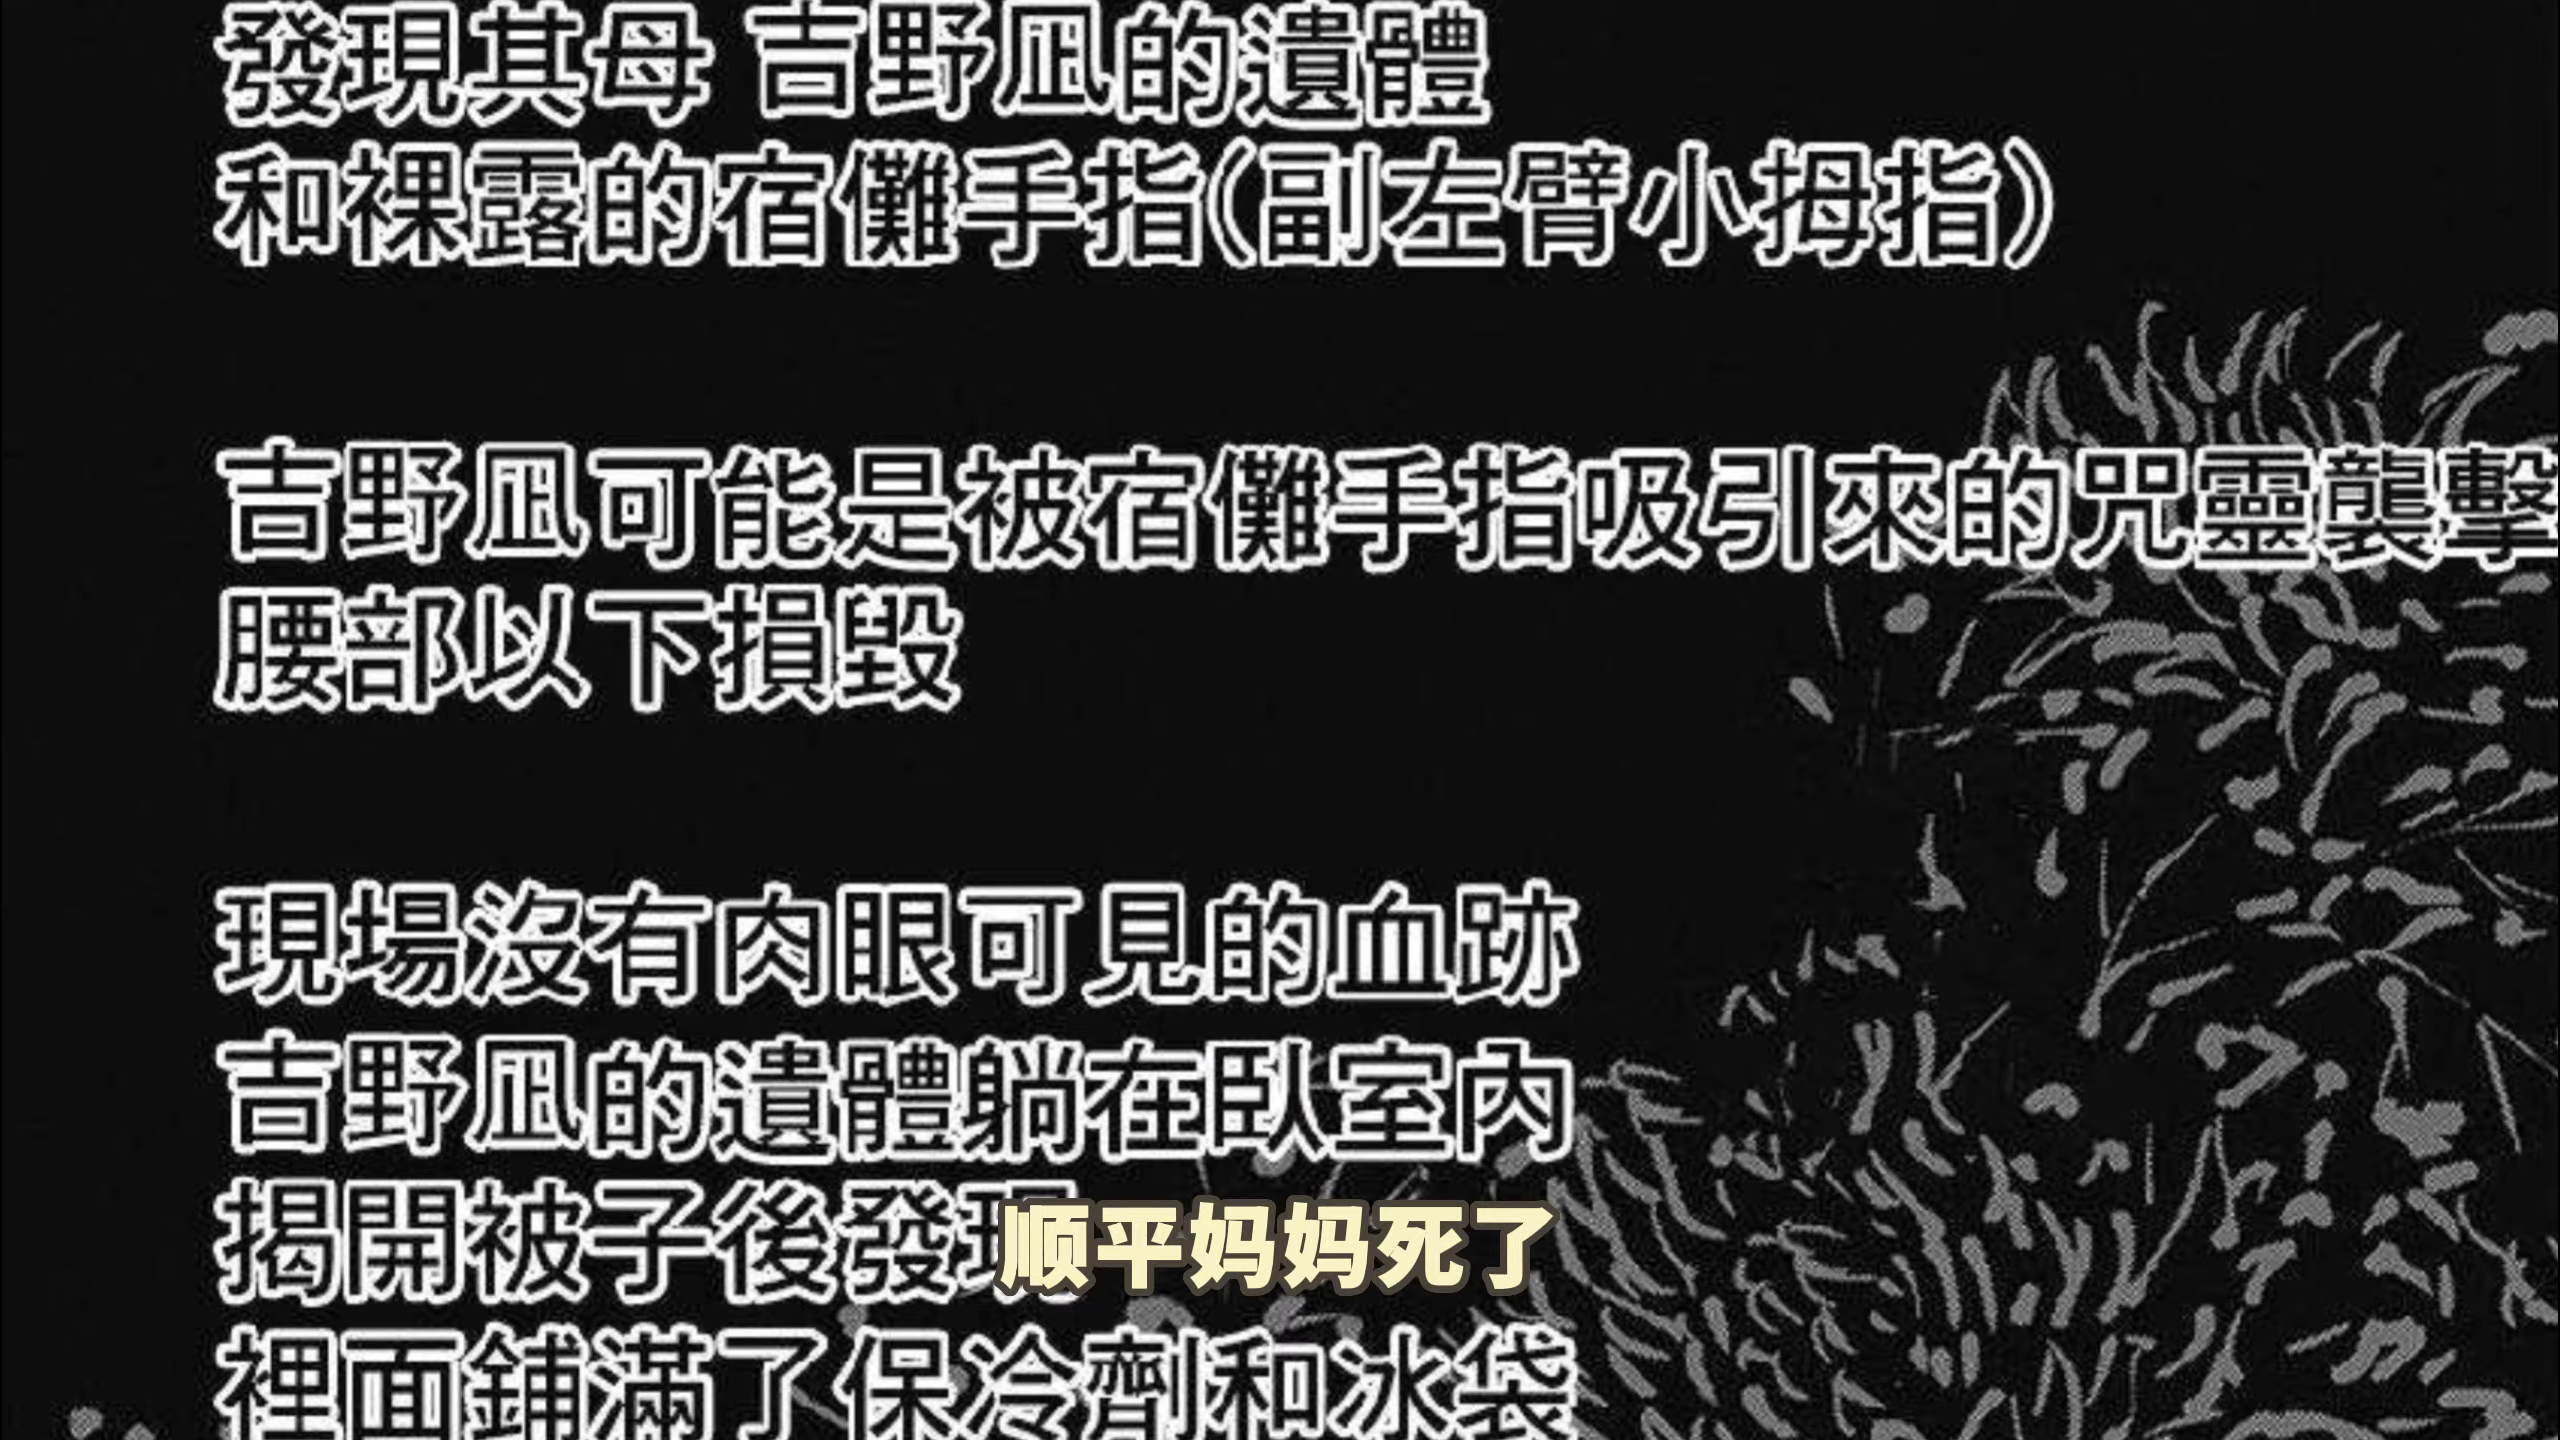 發現其母 吉野凪的遺體
和裸露的宿儺手指(副左臂小拇指)
吉野凪可能是被宿儺手指吸引來的咒靈襲擊
腰部以下損毀
現場沒有肉眼可見的血跡
吉野凪的遺體躺在臥室內
揭開被子後發現
顺平妈妈死了
裡面鋪滿了保冷劑和冰袋